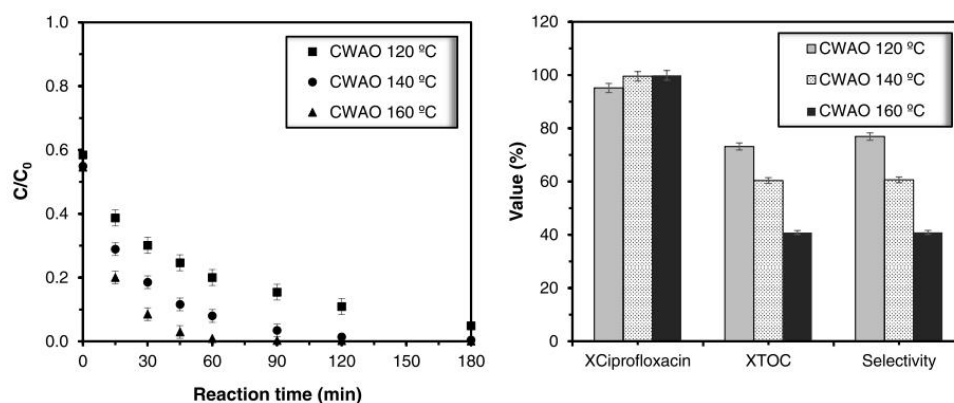 1.0
0.8
0.6
0.4
0.2
0.0
C/C0
CWAO 120 ºC
CWAO 140 ºC
CWAO 160 ºC
0 30 60 90 120 150 180
Reaction time (min)
120
100
80
60
40
20
0
Value (%)
CWAO 120 ºC
CWAO 140 ºC
CWAO 160 ºC
XCiprofloxacin XTOC Selectivity